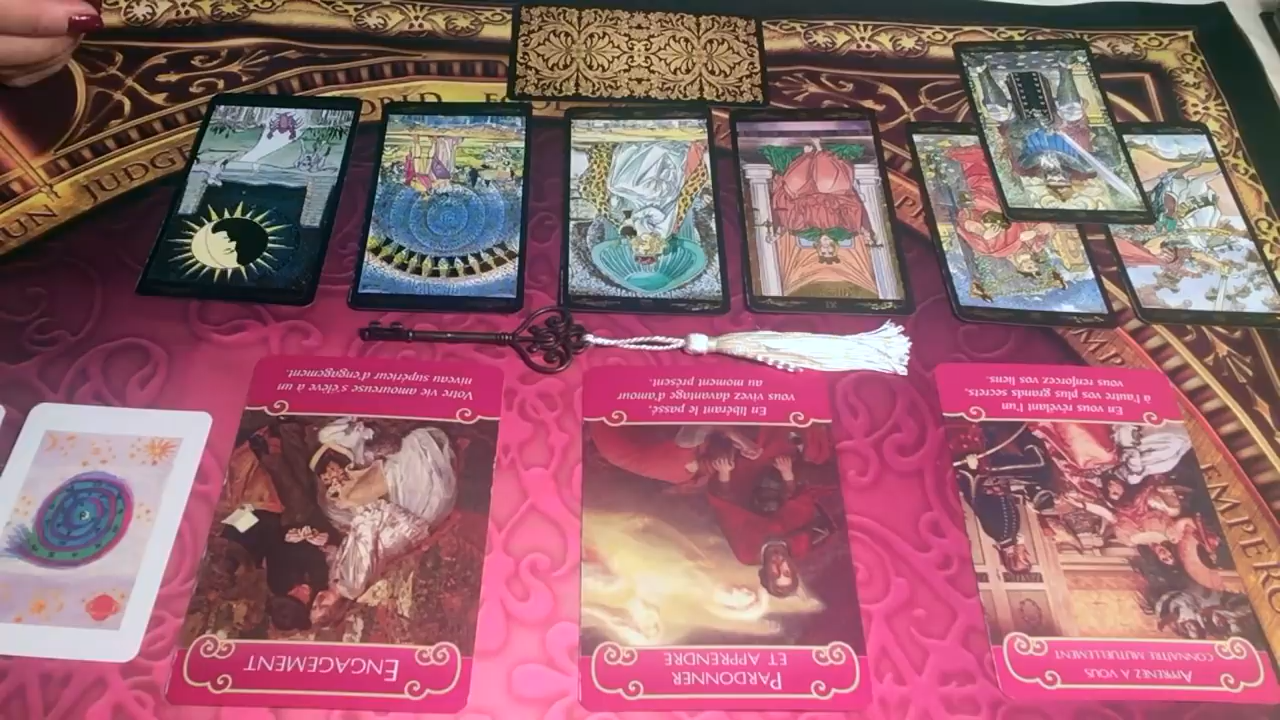 JUDGE
Votre vie amoureuse s'élève à un
niveau supérieur d'engagement.
ENGAGEMENT
En libérant le passé,
vous vivez davantage d'amour
au moment présent.
PARDONNER
ET APPRENDRE
En vous révélant l'un
à l'autre vos plus grands secrets,
vous renforcez vos liens.
APPRENEZ À VOUS
CONNAÎTRE MUTUELLEMENT